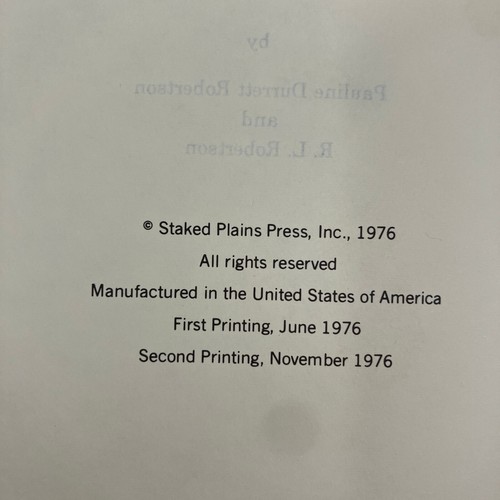 by
Pauline Durrett Robertson
and
R. L. Robertson
© Staked Plains Press, Inc., 1976
All rights reserved
Manufactured in the United States of America
First Printing, June 1976
Second Printing, November 1976